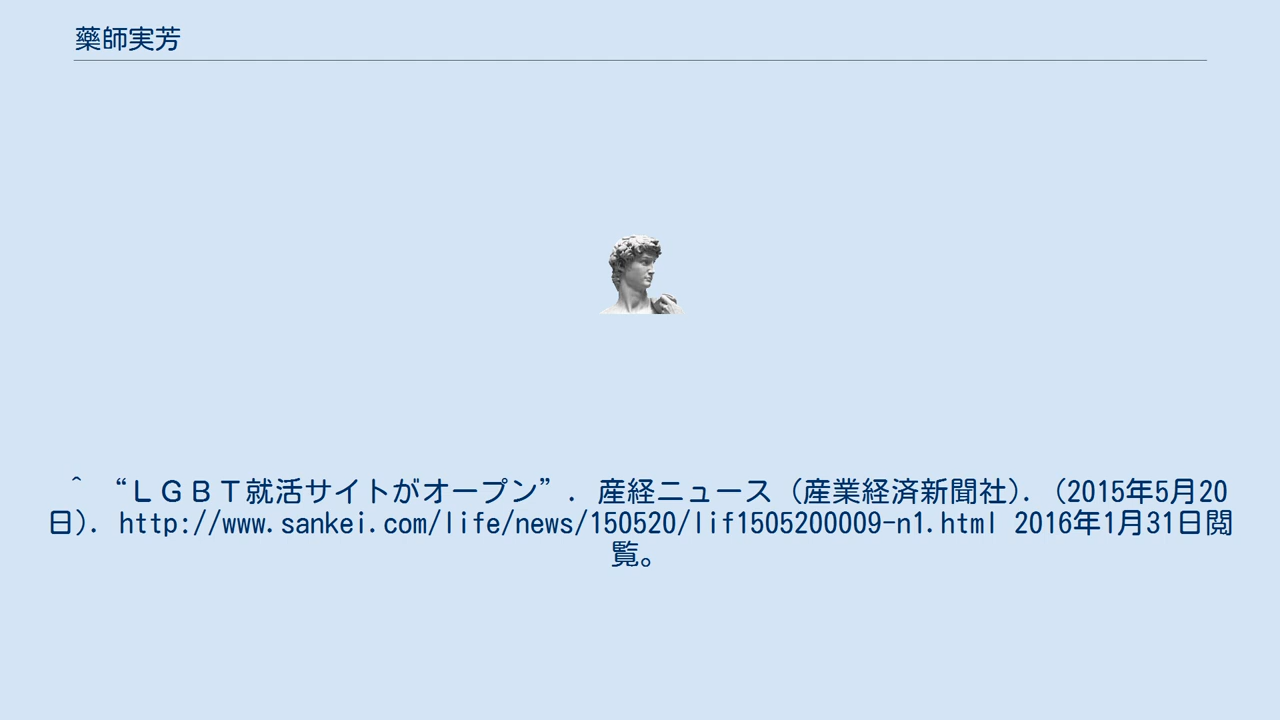 藥師実芳
^ “ＬＧＢＴ就活サイトがオープン”. 産経ニュース (産業経済新聞社). (2015年5月20
日). http://www.sankei.com/life/news/150520/lif1505200009-n1.html 2016年1月31日閲
覧。